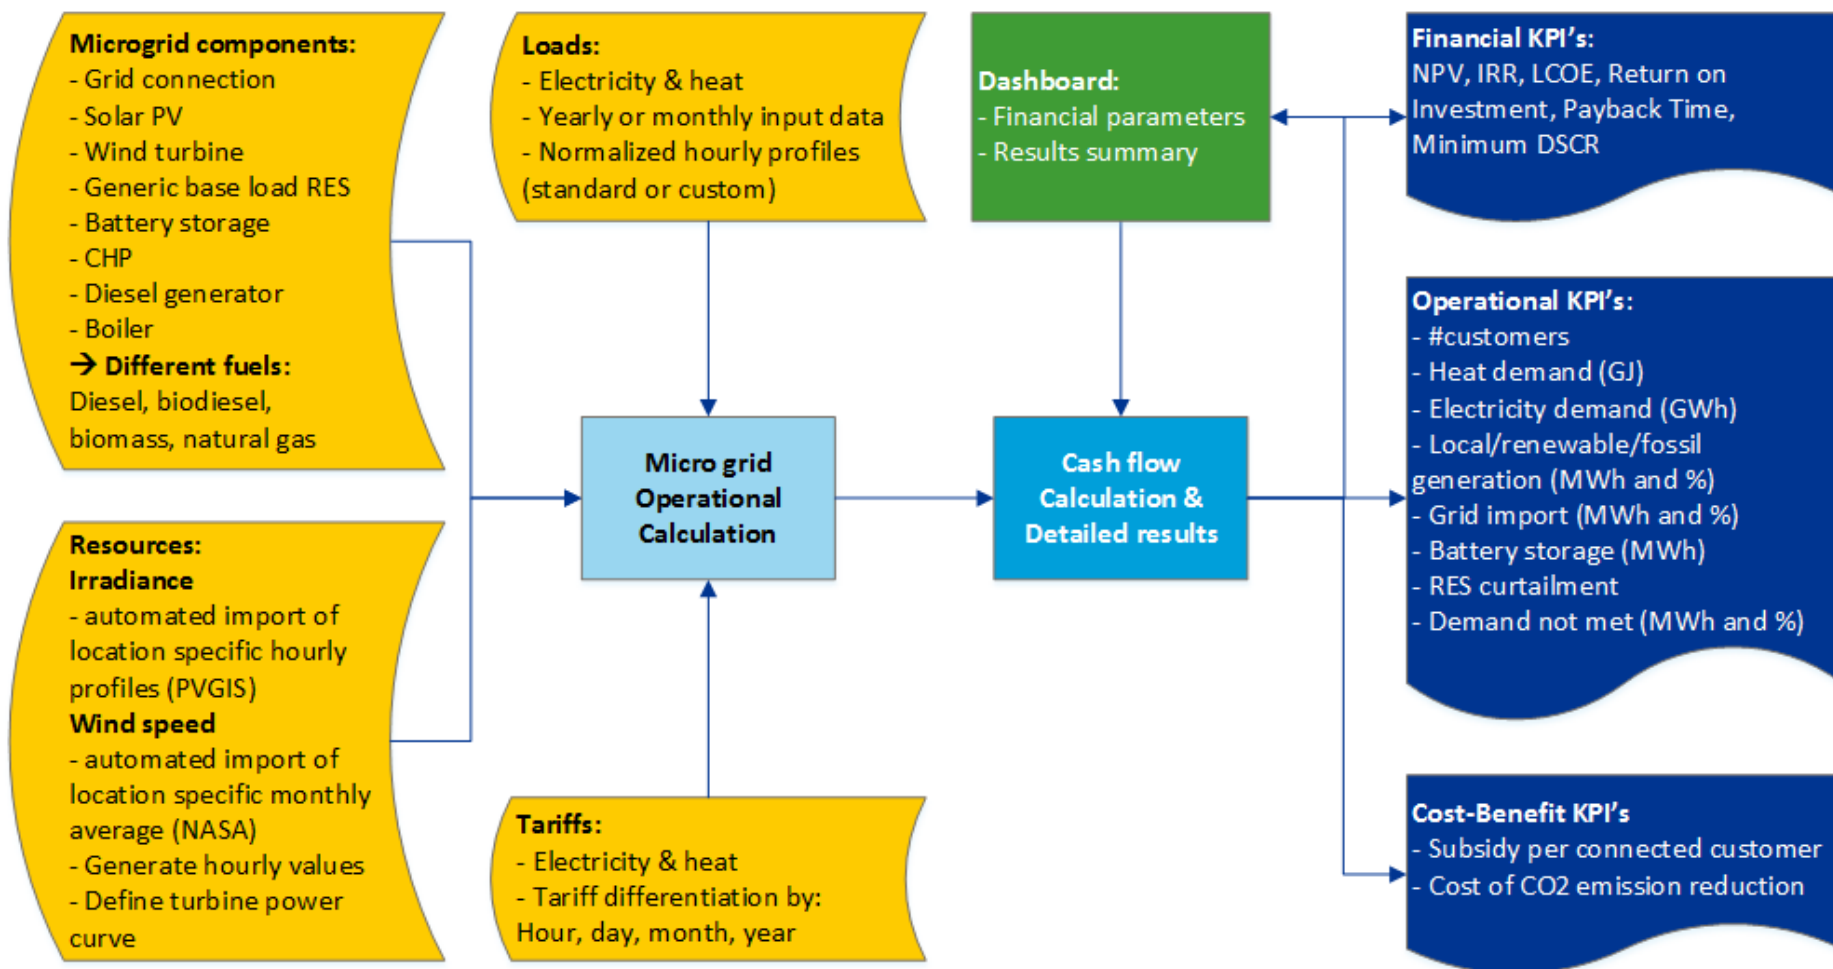 Microgrid components:
- Grid connection
- Solar PV
- Wind turbine
- Generic base load RES
- Battery storage
- CHP
- Diesel generator
- Boiler
→ Different fuels:
Diesel, biodiesel,
biomass, natural gas
Resources:
Irradiance
- automated import of
location specific hourly
profiles (PVGIS)
Wind speed
- automated import of
location specific monthly
average (NASA)
- Generate hourly values
- Define turbine power
curve
Loads:
- Electricity & heat
- Yearly or monthly input data
- Normalized hourly profiles
(standard or custom)
Micro grid
Operational
Calculation
Tariffs:
- Electricity & heat
- Tariff differentiation by:
Hour, day, month, year
Dashboard:
- Financial parameters
- Results summary
Cash flow
Calculation &
Detailed results
Financial KPI's:
NPV, IRR, LCOE, Return on
Investment, Payback Time,
Minimum DSCR
Operational KPI's:
- #customers
- Heat demand (GJ)
- Electricity demand (GWh)
- Local/renewable/fossil
generation (MWh and %)
- Grid import (MWh and %)
- Battery storage (MWh)
- RES curtailment
- Demand not met (MWh and %)
Cost-Benefit KPI's
- Subsidy per connected customer
- Cost of CO2 emission reduction